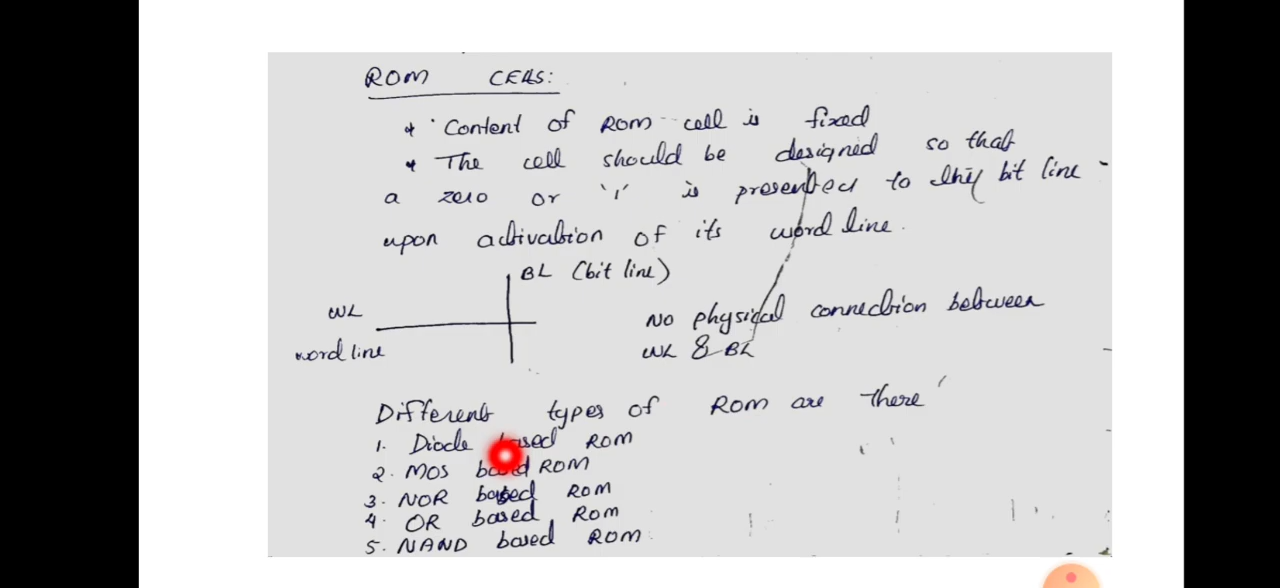 ROM CELLS:
* Content of ROM cell is fixed
* The cell should be designed so that
a zero or '1' is presented to the bit line
upon activation of its word line.
BL (bit line)
WL
word line
No physical connection between
WL & BL
Different types of ROM are there
1. Diode based ROM
2. MOS based ROM
3. NOR based ROM
4. OR based ROM
5. NAND based ROM